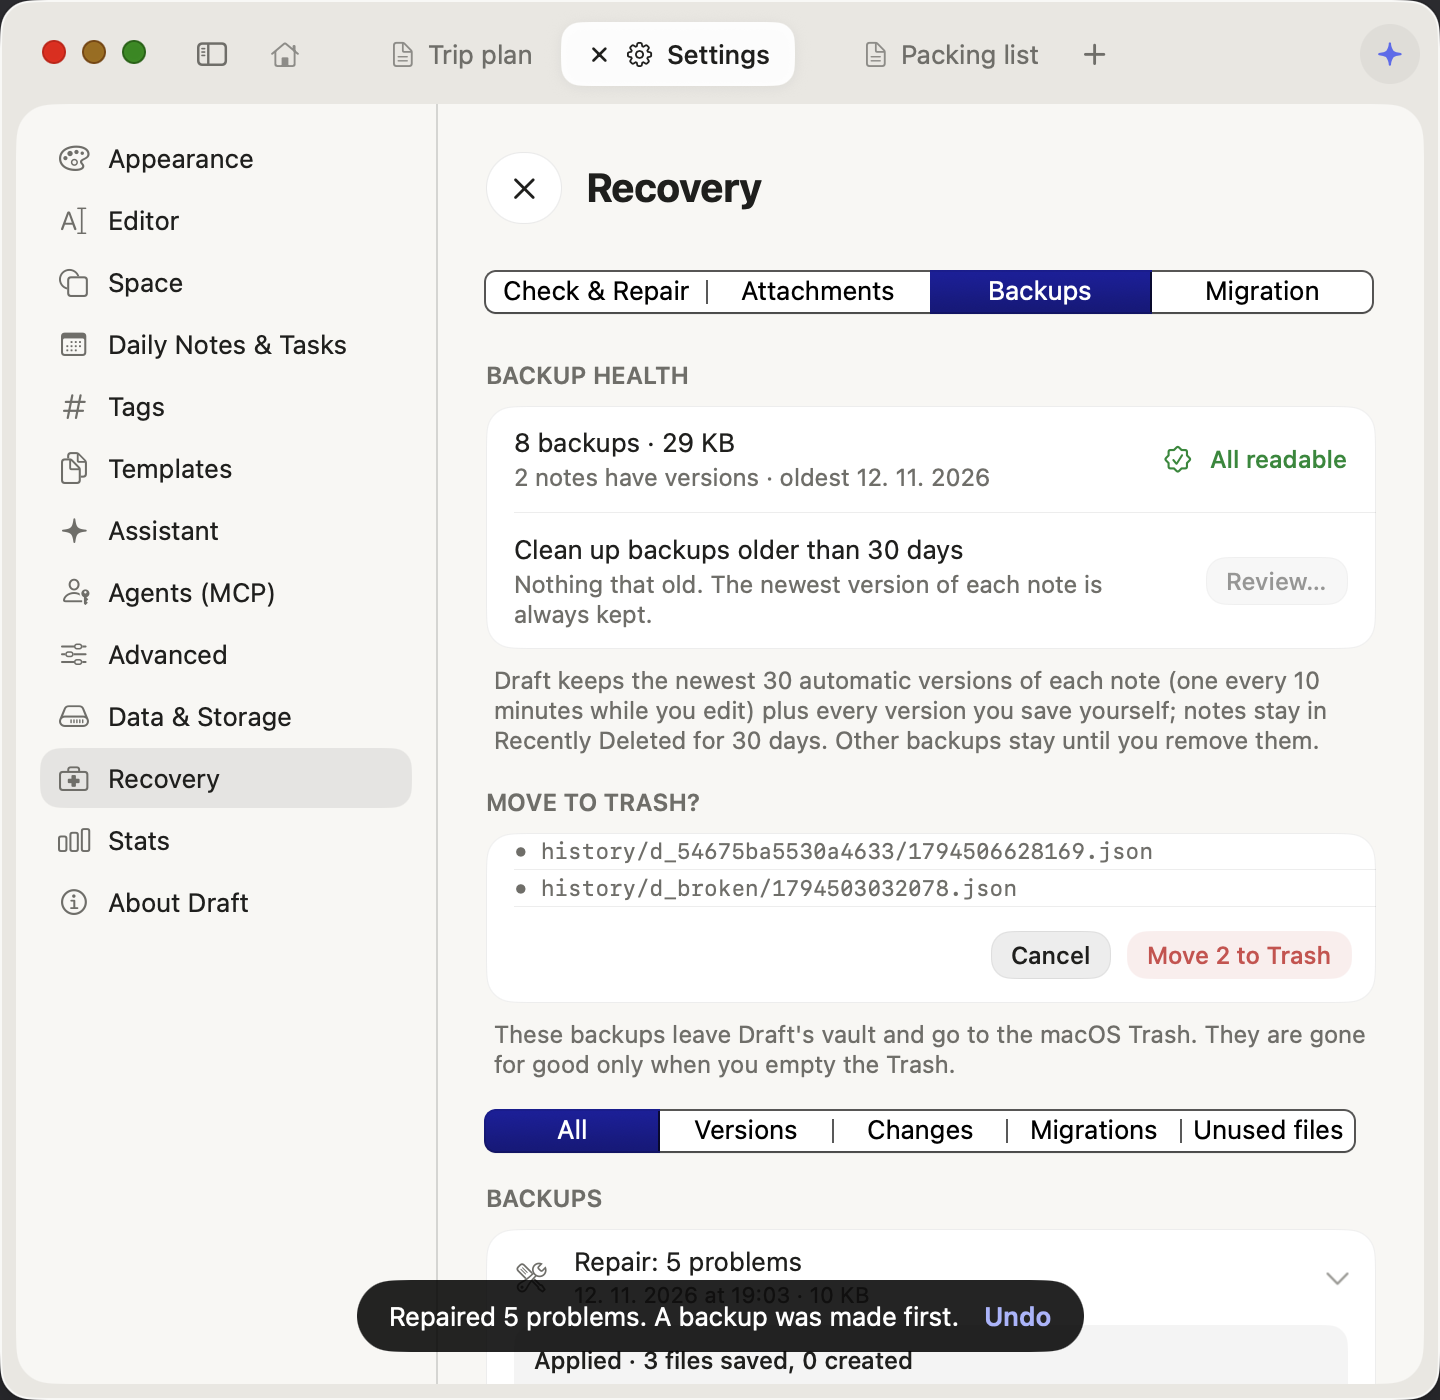 Trip plan
Settings
Packing list
Appearance
Editor
Space
Daily Notes & Tasks
Tags
Templates
Assistant
Agents (MCP)
Advanced
Data & Storage
Recovery
Stats
About Draft
Recovery
Check & Repair
Attachments
Backups
Migration
BACKUP HEALTH
8 backups · 29 KB
2 notes have versions · oldest 12. 11. 2026
All readable
Clean up backups older than 30 days
Nothing that old. The newest version of each note is
always kept.
Review...
Draft keeps the newest 30 automatic versions of each note (one every 10
minutes while you edit) plus every version you save yourself; notes stay in
Recently Deleted for 30 days. Other backups stay until you remove them.
MOVE TO TRASH?
• history/d_54675ba5530a4633/1794506628169.json
• history/d_broken/1794503032078.json
Cancel
Move 2 to Trash
These backups leave Draft's vault and go to the macOS Trash. They are gone
for good only when you empty the Trash.
All
Versions
Changes
Migrations
Unused files
BACKUPS
Repair: 5 problems
12. 11. 2026 at 19:03 · 10 KB
Repaired 5 problems. A backup was made first.
Undo
Applied · 3 files saved, 0 created